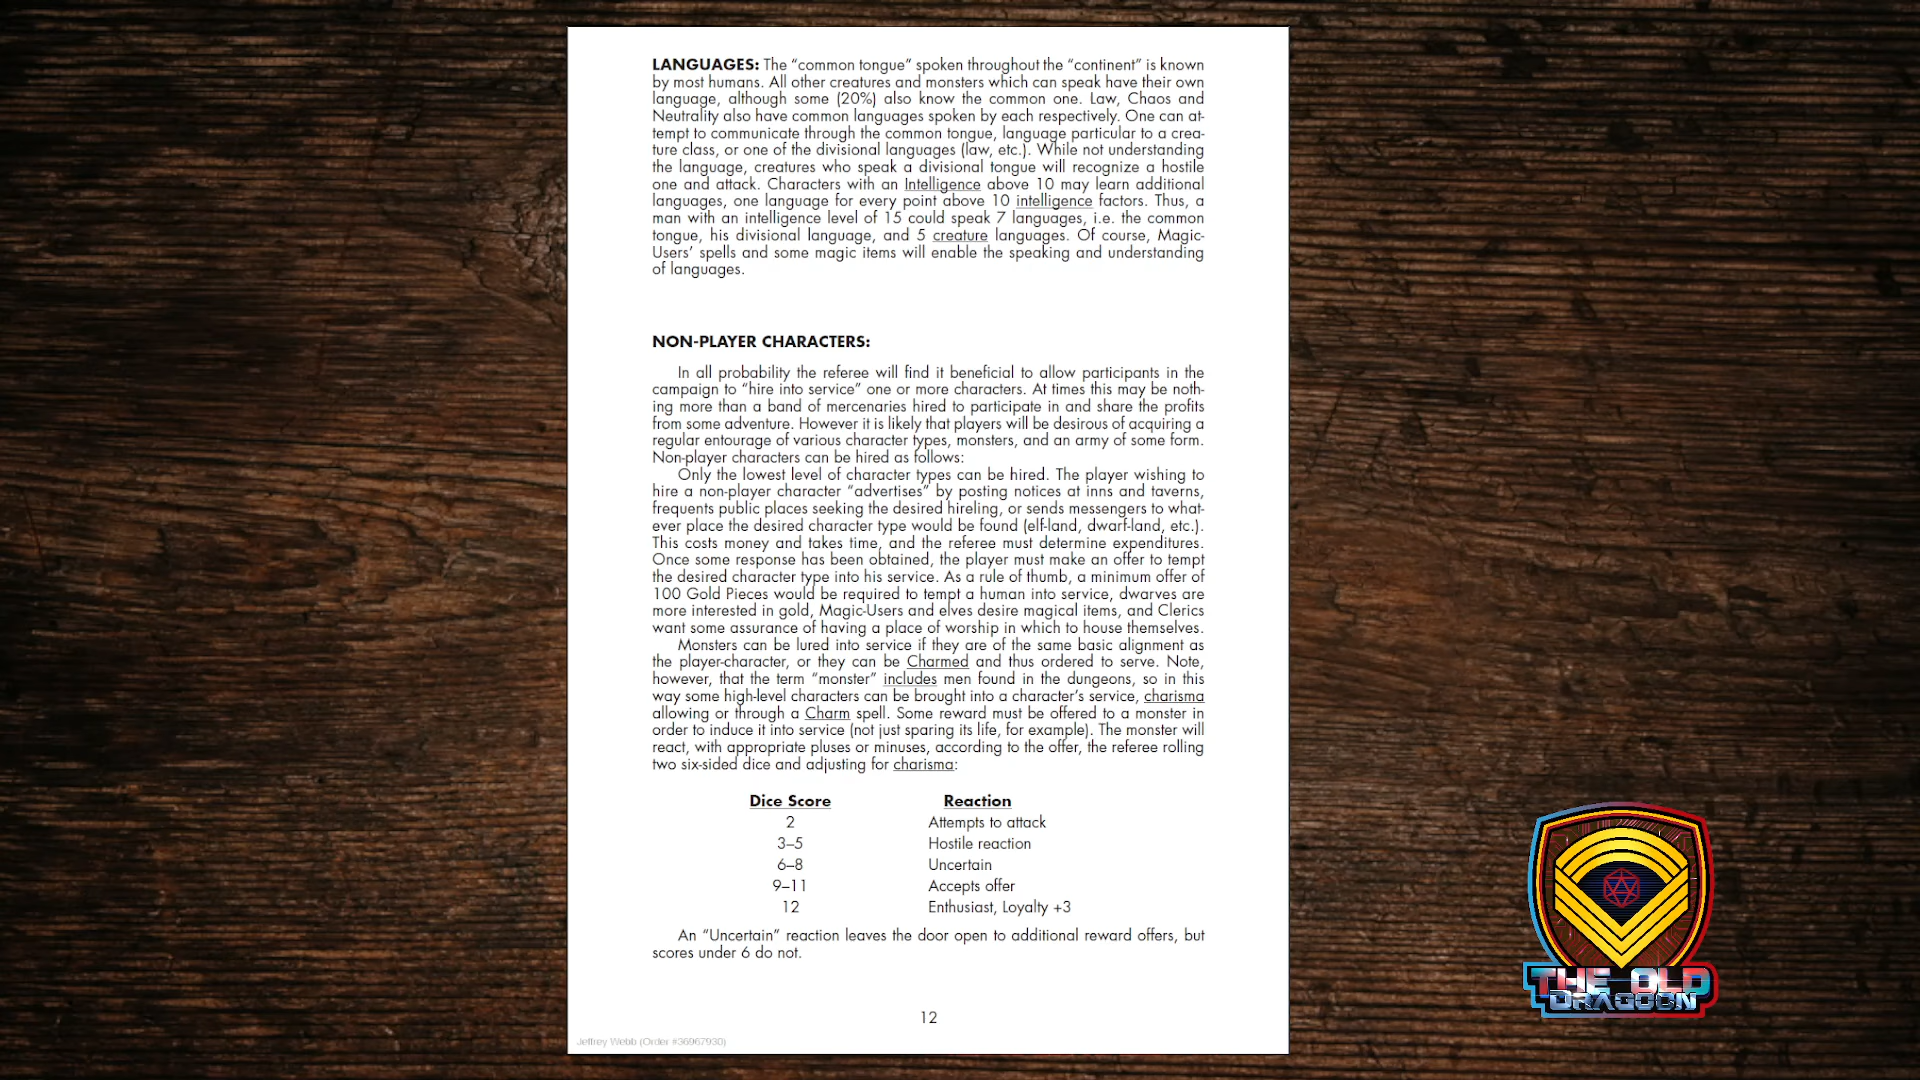 LANGUAGES: The “common tongue” spoken throughout the “continent” is known
by most humans. All other creatures and monsters which can speak have their own
language, although some (20%) also know the common one. Law, Chaos and
Neutrality also have common languages spoken by each respectively. One can at-
tempt to communicate through the common tongue, language particular to a crea-
ture class, or one of the divisional languages (law, etc.). While not understanding
the language, creatures who speak a divisional tongue will recognize a hostile
one and attack. Characters with an Intelligence above 10 may learn additional
languages, one language for every point above 10 intelligence factors. Thus, a
man with an intelligence level of 15 could speak 7 languages, i.e. the common
tongue, his divisional language, and 5 creature languages. Of course, Magic-
Users’ spells and some magic items will enable the speaking and understanding
of languages.
NON-PLAYER CHARACTERS:
In all probability the referee will find it beneficial to allow participants in the
campaign to “hire into service” one or more characters. At times this may be noth-
ing more than a band of mercenaries hired to participate in and share the profits
from some adventure. However it is likely that players will be desirous of acquiring a
regular entourage of various character types, monsters, and an army of some form.
Non-player characters can be hired as follows:
Only the lowest level of character types can be hired. The player wishing to
hire a non-player character “advertises” by posting notices at inns and taverns,
frequents public places seeking the desired hireling, or sends messengers to what-
ever place the desired character type would be found (elf-land, dwarf-land, etc.).
This costs money and takes time, and the referee must determine expenditures.
Once some response has been obtained, the player must make an offer to tempt
the desired character type into his service. As a rule of thumb, a minimum offer of
100 Gold Pieces would be required to tempt a human into service, dwarves are
more interested in gold, Magic-Users and elves desire magical items, and Clerics
want some assurance of having a place of worship in which to house themselves.
Monsters can be lured into service if they are of the same basic alignment as
the player-character, or they can be Charmed and thus ordered to serve. Note,
however, that the term “monster” includes men found in the dungeons, so in this
way some high-level characters can be brought into a character’s service, charisma
allowing or through a Charm spell. Some reward must be offered to a monster in
order to induce it into service (not just sparing its life, for example). The monster will
react, with appropriate pluses or minuses, according to the offer, the referee rolling
two six-sided dice and adjusting for charisma:
Dice Score Reaction
2 Attempts to attack
3–5 Hostile reaction
6–8 Uncertain
9–11 Accepts offer
12 Enthusiast, Loyalty +3
An “Uncertain” reaction leaves the door open to additional reward offers, but
scores under 6 do not.
12
Jeffrey Webb (Order #36967930)
THE OLD
DRAGOON